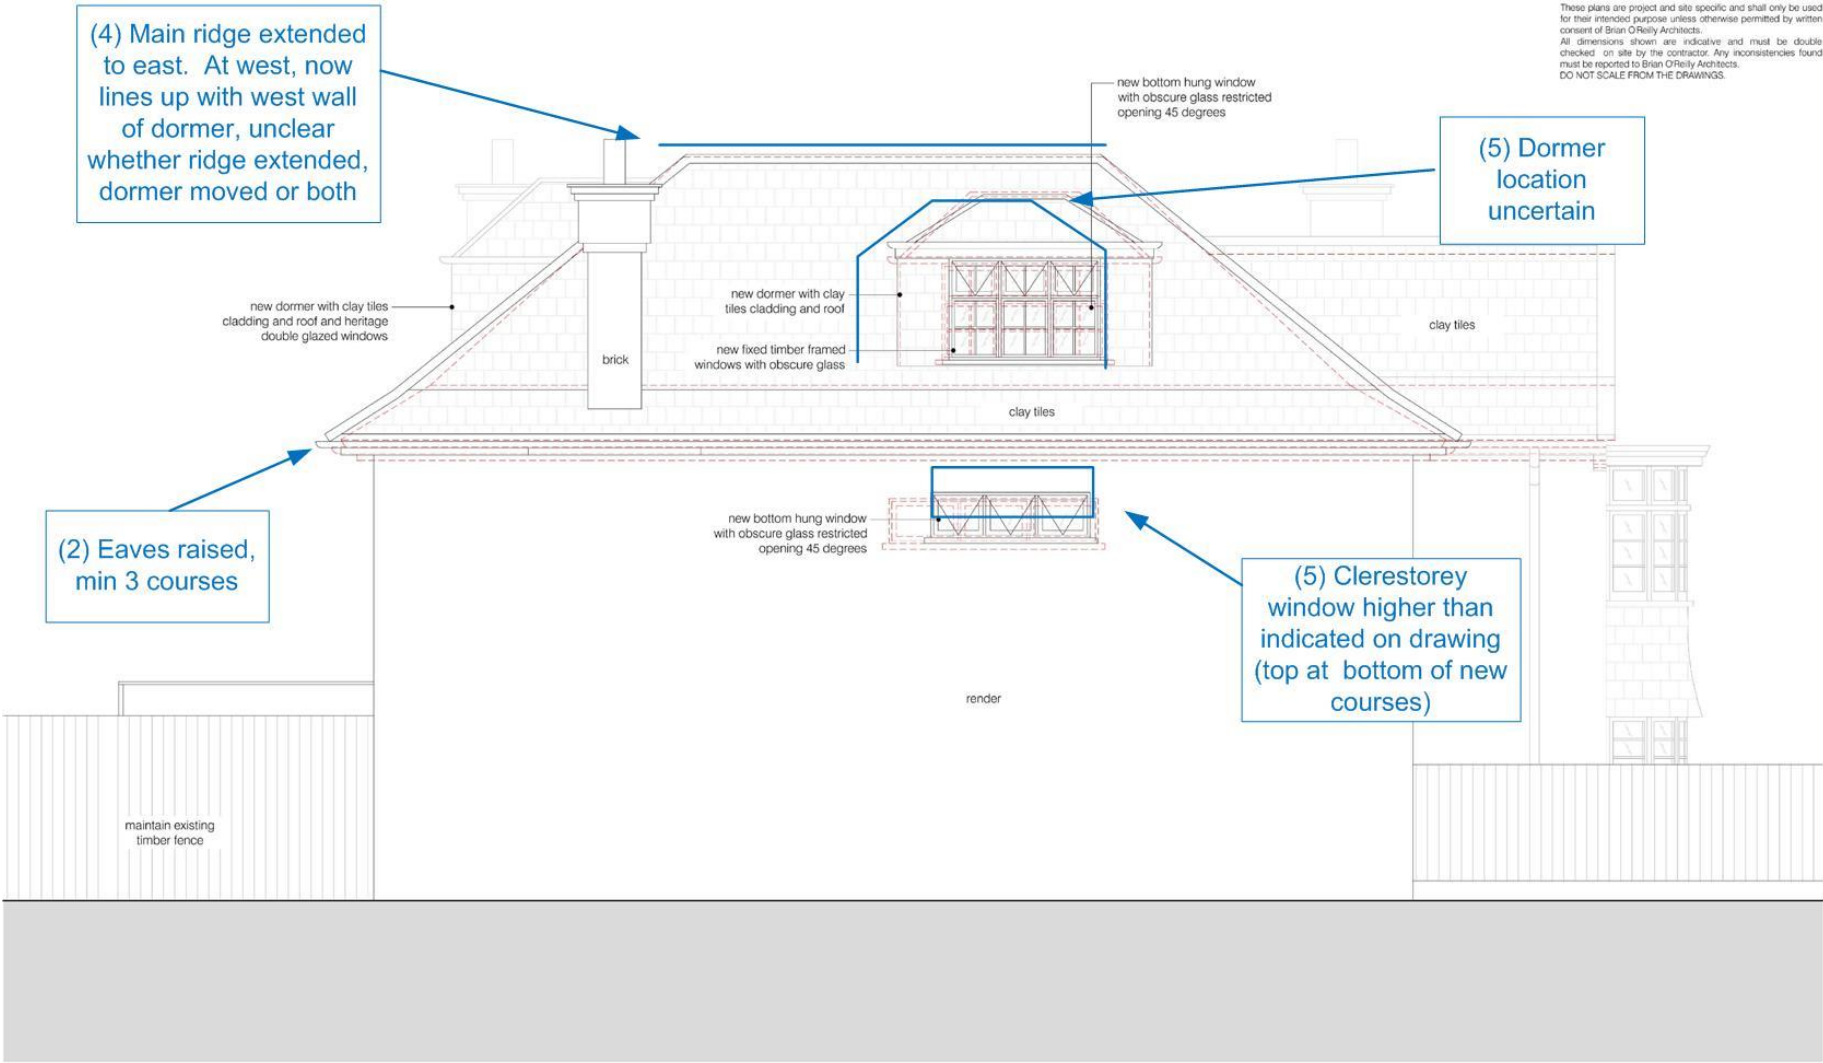 These plans are project and site specific and shall only be used
for their intended purpose unless otherwise permitted by written
consent of Brian O'Reilly Architects.
All dimensions shown are indicative and must be double
checked on site by the contractor. Any inconsistencies found
must be reported to Brian O'Reilly Architects.
DO NOT SCALE FROM THE DRAWINGS.
(4) Main ridge extended
to east. At west, now
lines up with west wall
of dormer, unclear
whether ridge extended,
dormer moved or both
new bottom hung window
with obscure glass restricted
opening 45 degrees
(5) Dormer
location
uncertain
new dormer with clay tiles
cladding and roof and heritage
double glazed windows
new dormer with clay
tiles cladding and roof
new fixed timber framed
windows with obscure glass
brick
clay tiles
clay tiles
(2) Eaves raised,
min 3 courses
new bottom hung window
with obscure glass restricted
opening 45 degrees
(5) Clerestorey
window higher than
indicated on drawing
(top at bottom of new
courses)
render
maintain existing
timber fence